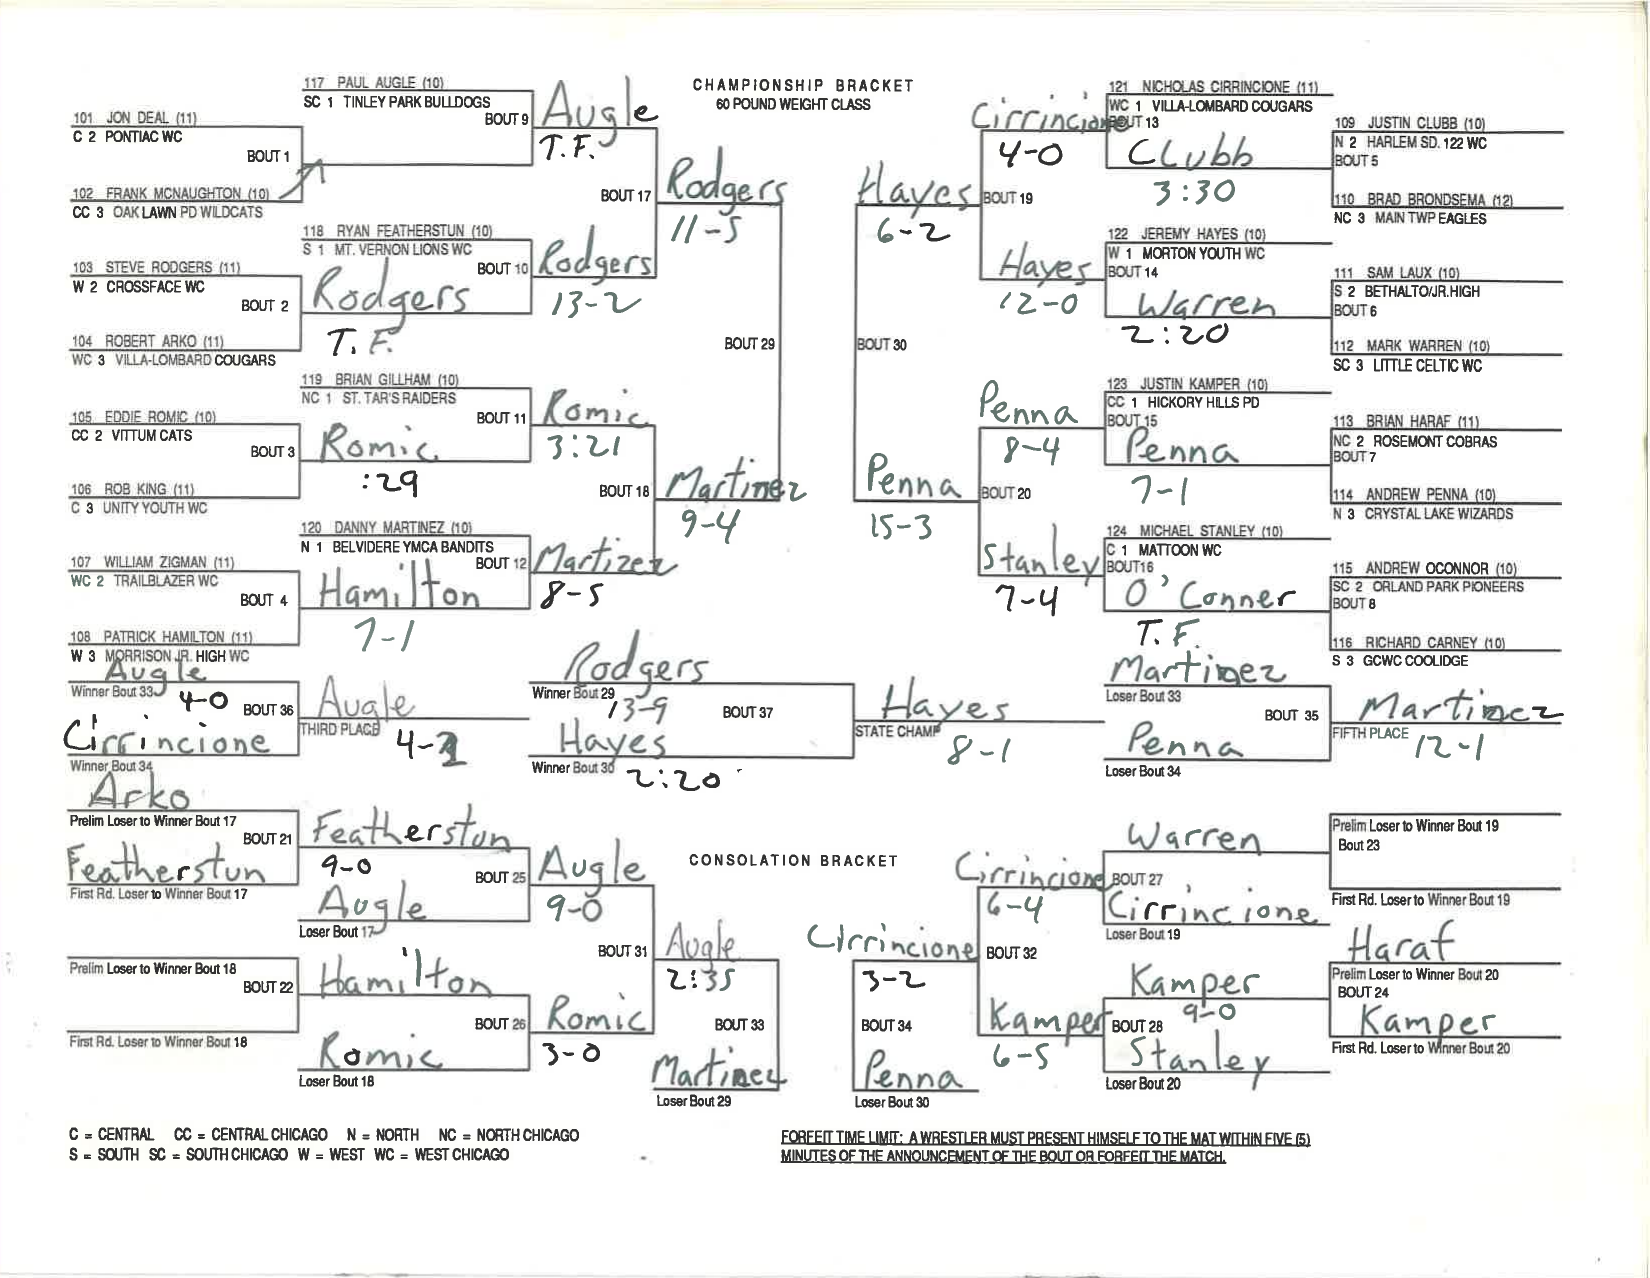 CHAMPIONSHIP BRACKET
60 POUND WEIGHT CLASS
117 PAUL AUGLE (10)
SC 1 TINLEY PARK BULLDOGS
BOUT 9
101 JON DEAL (11)
C 2 PONTIAC WC
BOUT 1
102 FRANK MCNAUGHTON (10)
CC 3 OAK LAWN PD WILDCATS
Augle
T.F.
BOUT 17
118 RYAN FEATHERSTUN (10)
S 1 MT. VERNON LIONS WC
BOUT 10
103 STEVE RODGERS (11)
W 2 CROSSFACE WC
BOUT 2
Rodgers
T.F.
104 ROBERT ARKO (11)
WC 3 VILLA-LOMBARD COUGARS
Rodgers
13-2
Rodgers
11-5
BOUT 29
119 BRIAN GILLHAM (10)
NC 1 ST. TAR'S RAIDERS
BOUT 11
105 EDDIE ROMIC (10)
CC 2 VITTUM CATS
BOUT 3
Romic
:29
106 ROB KING (11)
C 3 UNITY YOUTH WC
Romic
3:21
BOUT 18
120 DANNY MARTINEZ (10)
N 1 BELVIDERE YMCA BANDITS
BOUT 12
107 WILLIAM ZIGMAN (11)
WC 2 TRAILBLAZER WC
BOUT 4
Hamilton
7-1
108 PATRICK HAMILTON (11)
W 3 MORRISON JR. HIGH WC
Martizez
8-5
Martinez
9-4
121 NICHOLAS CIRRINCIONE (11)
WC 1 VILLA-LOMBARD COUGARS
BOUT 13
Cirrincione
4-0
Clubb
3:30
109 JUSTIN CLUBB (10)
N 2 HARLEM SD. 122 WC
BOUT 5
110 BRAD BRONDSEMA (12)
NC 3 MAIN TWP EAGLES
Hayes
6-2
BOUT 19
122 JEREMY HAYES (10)
W 1 MORTON YOUTH WC
BOUT 14
Hayes
12-0
Warren
2:20
111 SAM LAUX (10)
S 2 BETHALTO/JR.HIGH
BOUT 6
112 MARK WARREN (10)
SC 3 LITTLE CELTIC WC
BOUT 30
123 JUSTIN KAMPER (10)
CC 1 HICKORY HILLS PD
BOUT 15
Penna
8-4
Penna
7-1
113 BRIAN HARAF (11)
NC 2 ROSEMONT COBRAS
BOUT 7
114 ANDREW PENNA (10)
N 3 CRYSTAL LAKE WIZARDS
Penna
15-3
BOUT 20
124 MICHAEL STANLEY (10)
C 1 MATTOON WC
BOUT16
Stanley
7-4
O'Conner
T.F.
115 ANDREW OCONNOR (10)
SC 2 ORLAND PARK PIONEERS
BOUT 8
116 RICHARD CARNEY (10)
S 3 GCWC COOLIDGE
Augle
Winner Bout 33
4-0
BOUT 36
Cirrincione
Winner Bout 34
Augle
THIRD PLACE
Rodgers
Winner Bout 29
13-9
BOUT 37
Hayes
Winner Bout 30
2:20
Hayes
STATE CHAMP
8-1
Martinez
Loser Bout 33
BOUT 35
Penna
Loser Bout 34
Martinez
FIFTH PLACE
12-1
CONSOLATION BRACKET
Arko
Prelim Loser to Winner Bout 17
BOUT 21
Featherstun
First Rd. Loser to Winner Bout 17
Featherstun
9-0
BOUT 25
Augle
Loser Bout 17
Augle
9-0
BOUT 31
Prelim Loser to Winner Bout 18
BOUT 22
First Rd. Loser to Winner Bout 18
Hamilton
BOUT 26
Romic
Loser Bout 18
Romic
3-0
Augle
2:35
BOUT 33
Martinez
Loser Bout 29
Warren
BOUT 27
Cirrincione
Loser Bout 19
Prelim Loser to Winner Bout 19
Bout 23
First Rd. Loser to Winner Bout 19
Cirrincione
6-4
BOUT 32
Cirrincione
3-2
BOUT 34
Penna
Loser Bout 30
Kamper
6-5
Kamper
9-0
BOUT 28
Stanley
Loser Bout 20
Haraf
Prelim Loser to Winner Bout 20
BOUT 24
Kamper
First Rd. Loser to Winner Bout 20
C = CENTRAL CC = CENTRAL CHICAGO N = NORTH NC = NORTH CHICAGO
S = SOUTH SC = SOUTH CHICAGO W = WEST WC = WEST CHICAGO
FORFEIT TIME LIMIT: A WRESTLER MUST PRESENT HIMSELF TO THE MAT WITHIN FIVE (5)
MINUTES OF THE ANNOUNCEMENT OF THE BOUT OR FORFEIT THE MATCH.